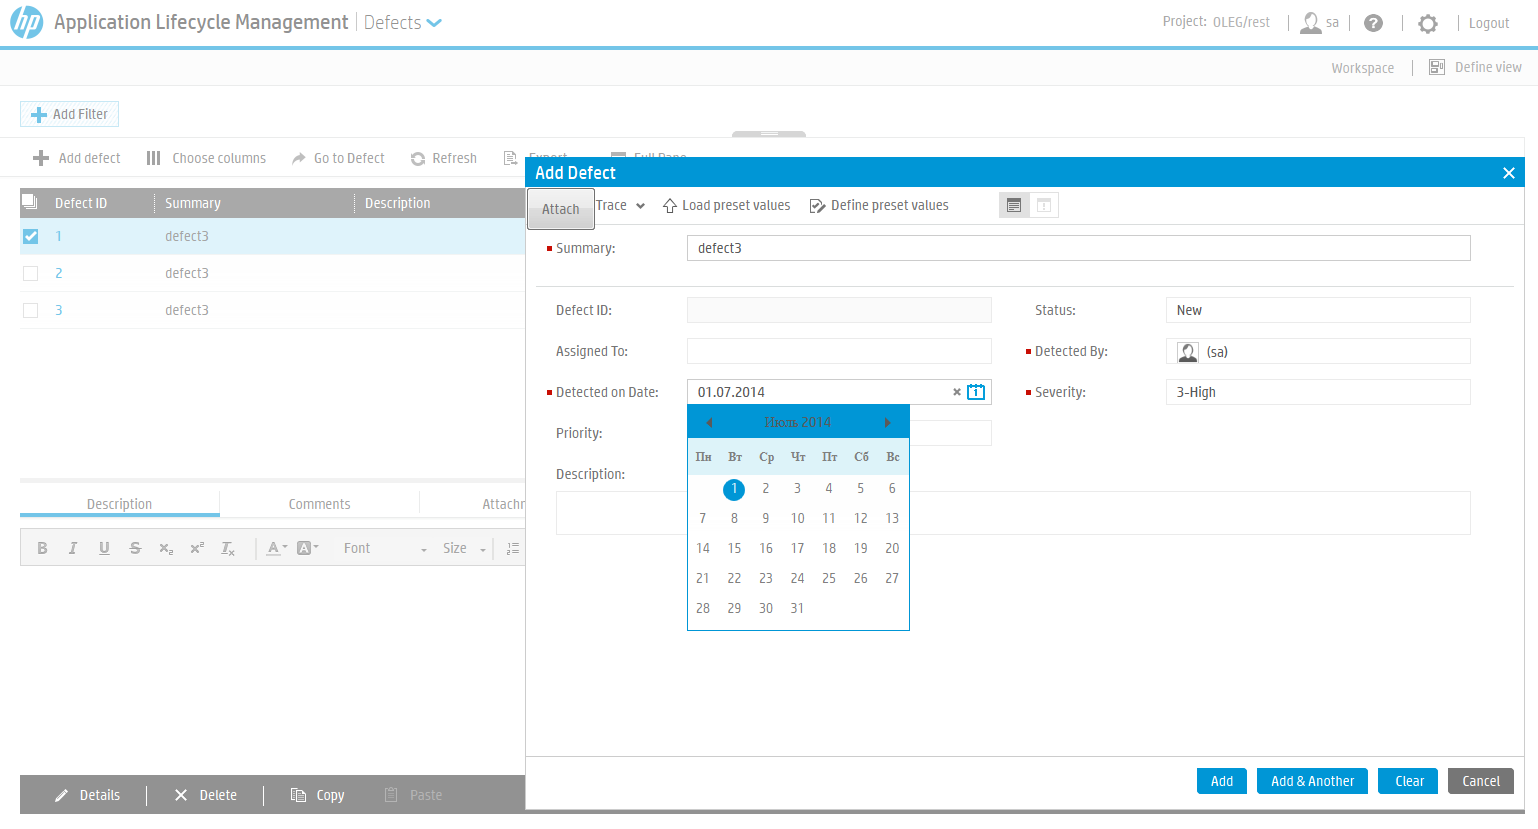 hp Application Lifecycle Management Defects
Project: OLEG/rest sa ? Logout
Workspace Define view
Add Filter
Add defect Choose columns Go to Defect Refresh Export Full Page
Defect ID Summary Description
1 defect3
2 defect3
3 defect3
Description Comments Attachr
B I U S x₂ x² Tx A A Font Size
Details Delete Copy Paste
Add Defect
Attach Trace Load preset values Define preset values
Summary: defect3
Defect ID: Status: New
Assigned To: Detected By: (sa)
Detected on Date: 01.07.2014 1 Severity: 3-High
Priority:
Description:
Июль 2014
Пн Вт Ср Чт Пт Сб Вс
1 2 3 4 5 6
7 8 9 10 11 12 13
14 15 16 17 18 19 20
21 22 23 24 25 26 27
28 29 30 31
Add Add & Another Clear Cancel